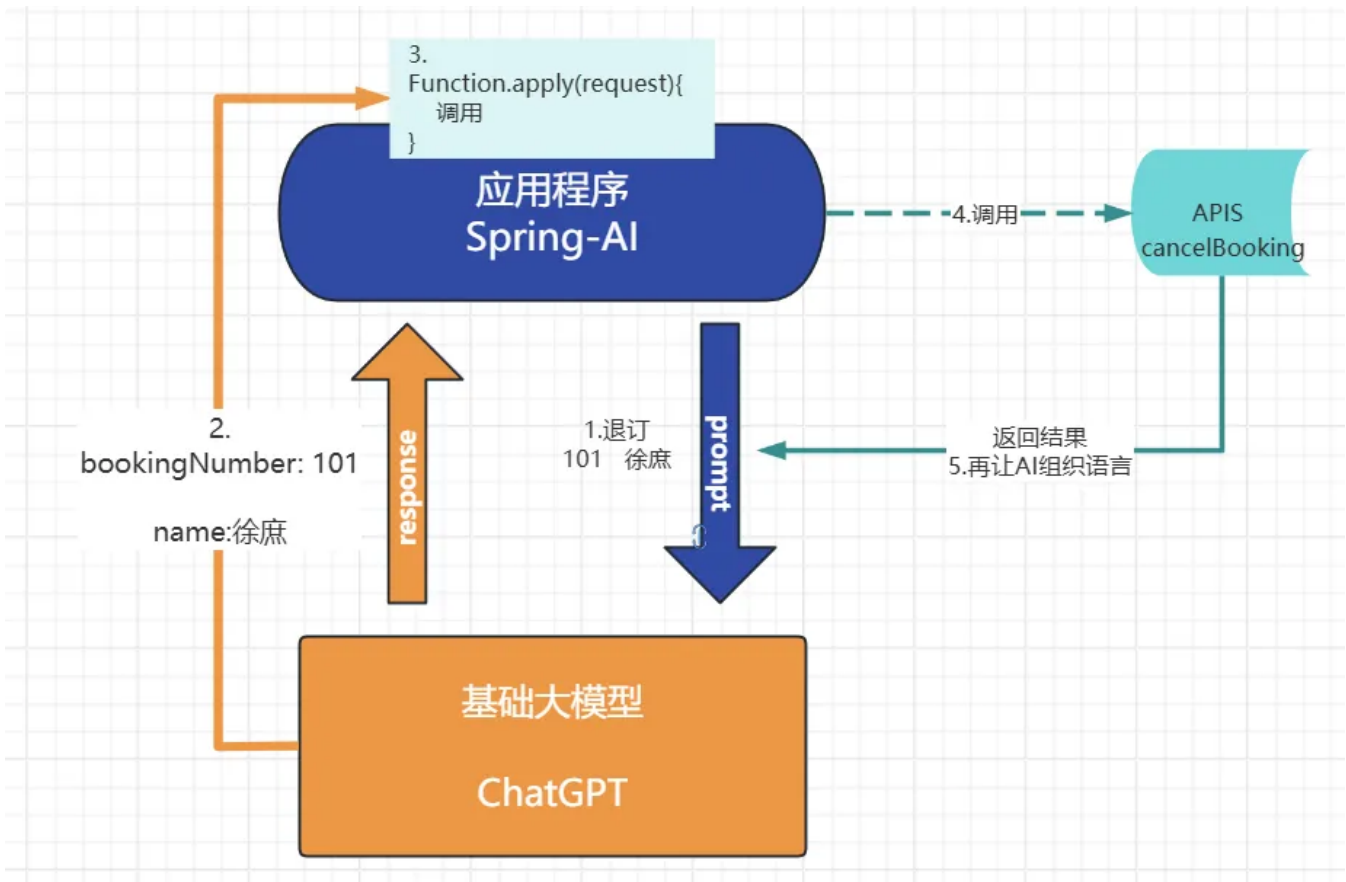 3.
Function.apply(request){
调用
}
应用程序
Spring-AI
4.调用
APIS
cancelBooking
2.
bookingNumber: 101
name:徐庶
response
1.退订
101 徐庶
prompt
返回结果
5.再让AI组织语言
基础大模型
ChatGPT